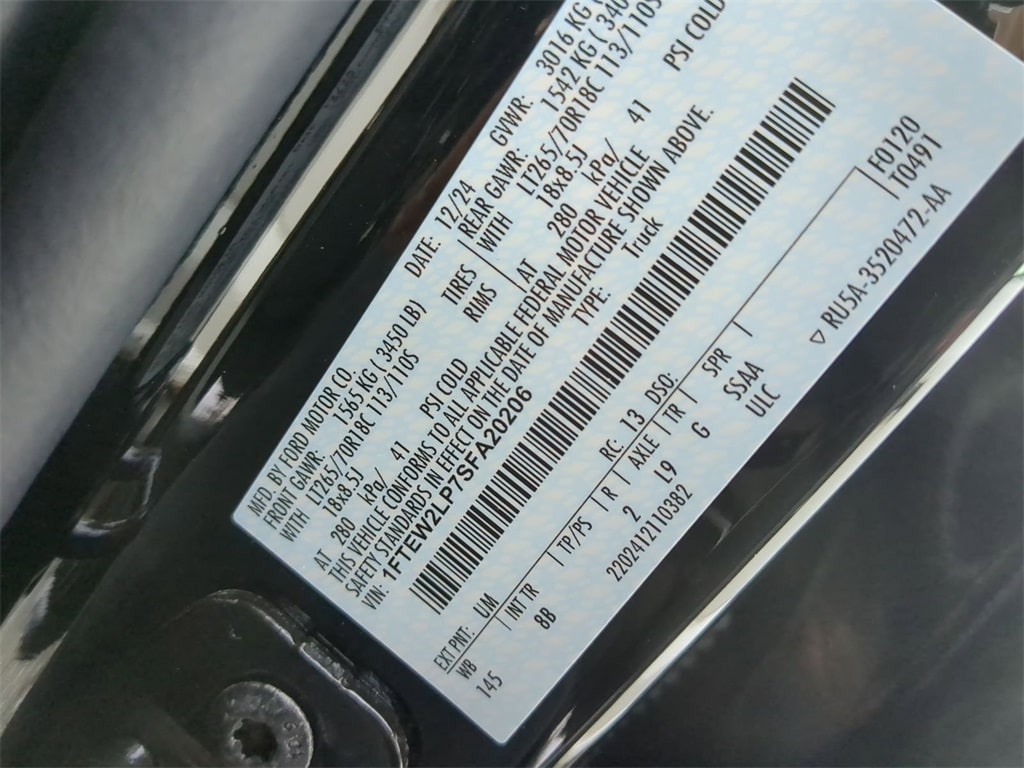 MFD. BY FORD MOTOR CO. DATE: 12/24 GVWR: 3016 KG
FRONT GAWR: 1565 KG ( 3450 LB) REAR GAWR: 1542 KG ( 340
WITH LT265/70R18C 113/110S TIRES WITH LT265/70R18C 113/110S
18x8.5J RIMS 18x8.5J
AT 280 kPa/ 41 PSI COLD AT 280 kPa/ 41 PSI COLD
THIS VEHICLE CONFORMS TO ALL APPLICABLE FEDERAL MOTOR VEHICLE
SAFETY STANDARDS IN EFFECT ON THE DATE OF MANUFACTURE SHOWN ABOVE.
VIN: 1FTEW2LP7SFA20206 TYPE: Truck
EXT PNT: UM RC: 13 DSO: F0120
WB INT TR TP/PS R AXLE TR SPR T0491
145 8B 2 L9 G SSAA
22024121103882 ULC
▽ RU5A-3520472-AA